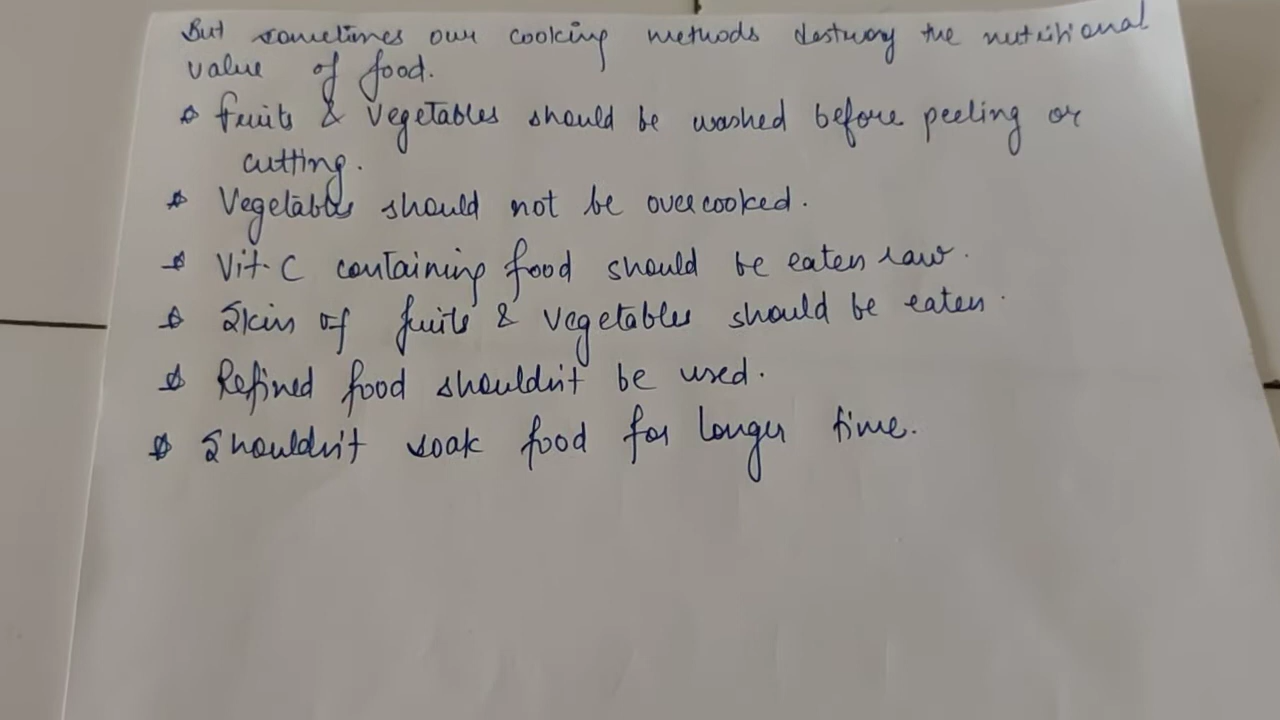 But sometimes our cooking methods destroy the nutritional
value of food.
* Fruits & Vegetables should be washed before peeling or
cutting.
* Vegetables should not be overcooked.
* Vit. C containing food should be eaten raw.
* Skin of fruits & vegetables should be eaten.
* Refined food shouldn't be used.
* Shouldn't soak food for longer time.